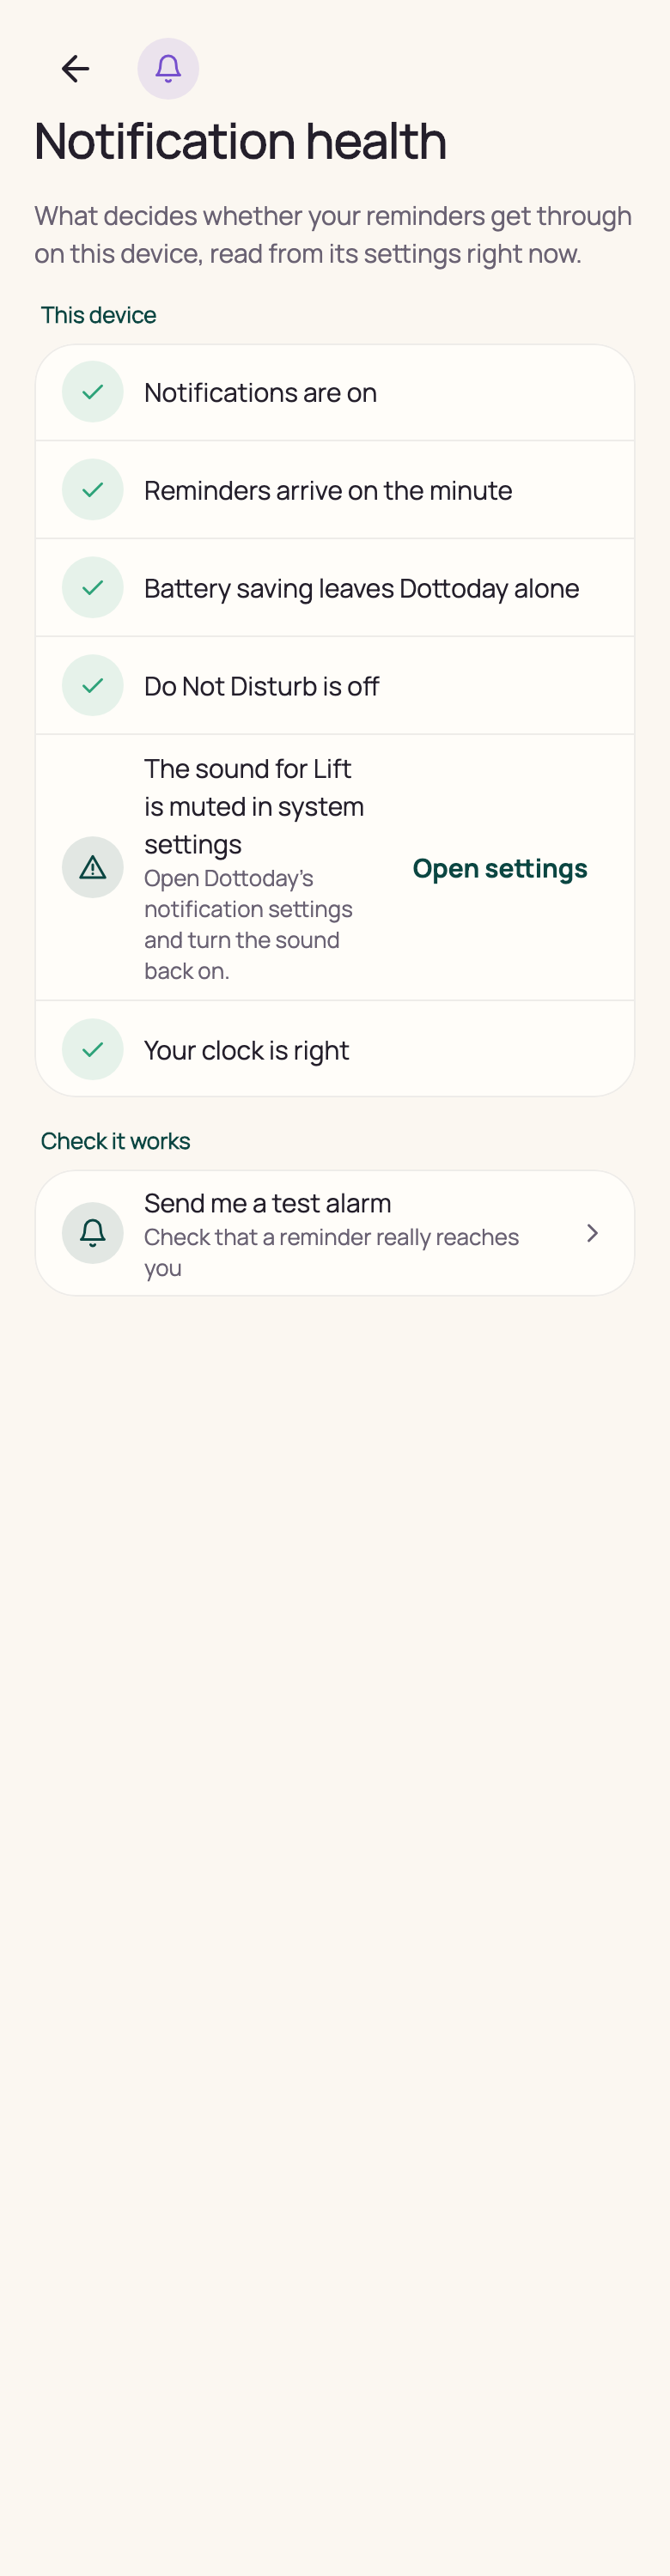 Notification health
What decides whether your reminders get through
on this device, read from its settings right now.
This device
Notifications are on
Reminders arrive on the minute
Battery saving leaves Dottoday alone
Do Not Disturb is off
The sound for Lift
is muted in system
settings
Open Dottoday's
notification settings
and turn the sound
back on.
Open settings
Your clock is right
Check it works
Send me a test alarm
Check that a reminder really reaches
you